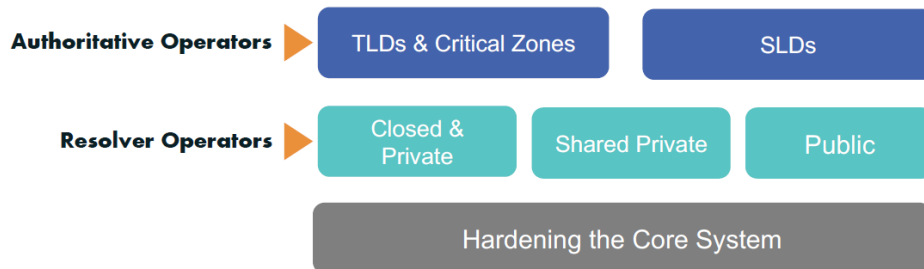 Authoritative Operators
TLDs & Critical Zones
SLDs
Resolver Operators
Closed &
Private
Shared Private
Public
Hardening the Core System